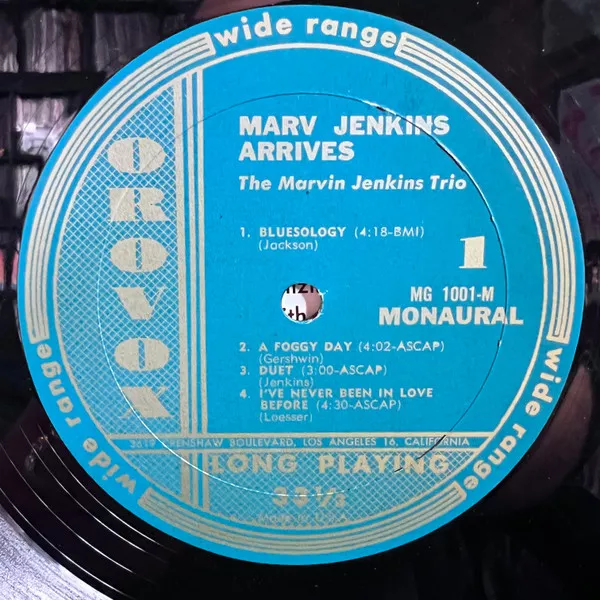 wide range
MARV JENKINS
ARRIVES
The Marvin Jenkins Trio
OROVOX
1. BLUESOLOGY (4:18-BMI)
(Jackson)
1
MG 1001-M
MONAURAL
2. A FOGGY DAY (4:02-ASCAP)
(Gershwin)
3. DUET (3:00-ASCAP)
(Jenkins)
4. I'VE NEVER BEEN IN LOVE
BEFORE (4:30-ASCAP)
(Loesser)
CRENSHAW BOULEVARD, LOS ANGELES 16, CALIFORNIA
LONG PLAYING
33 1/3
wide range
wide range